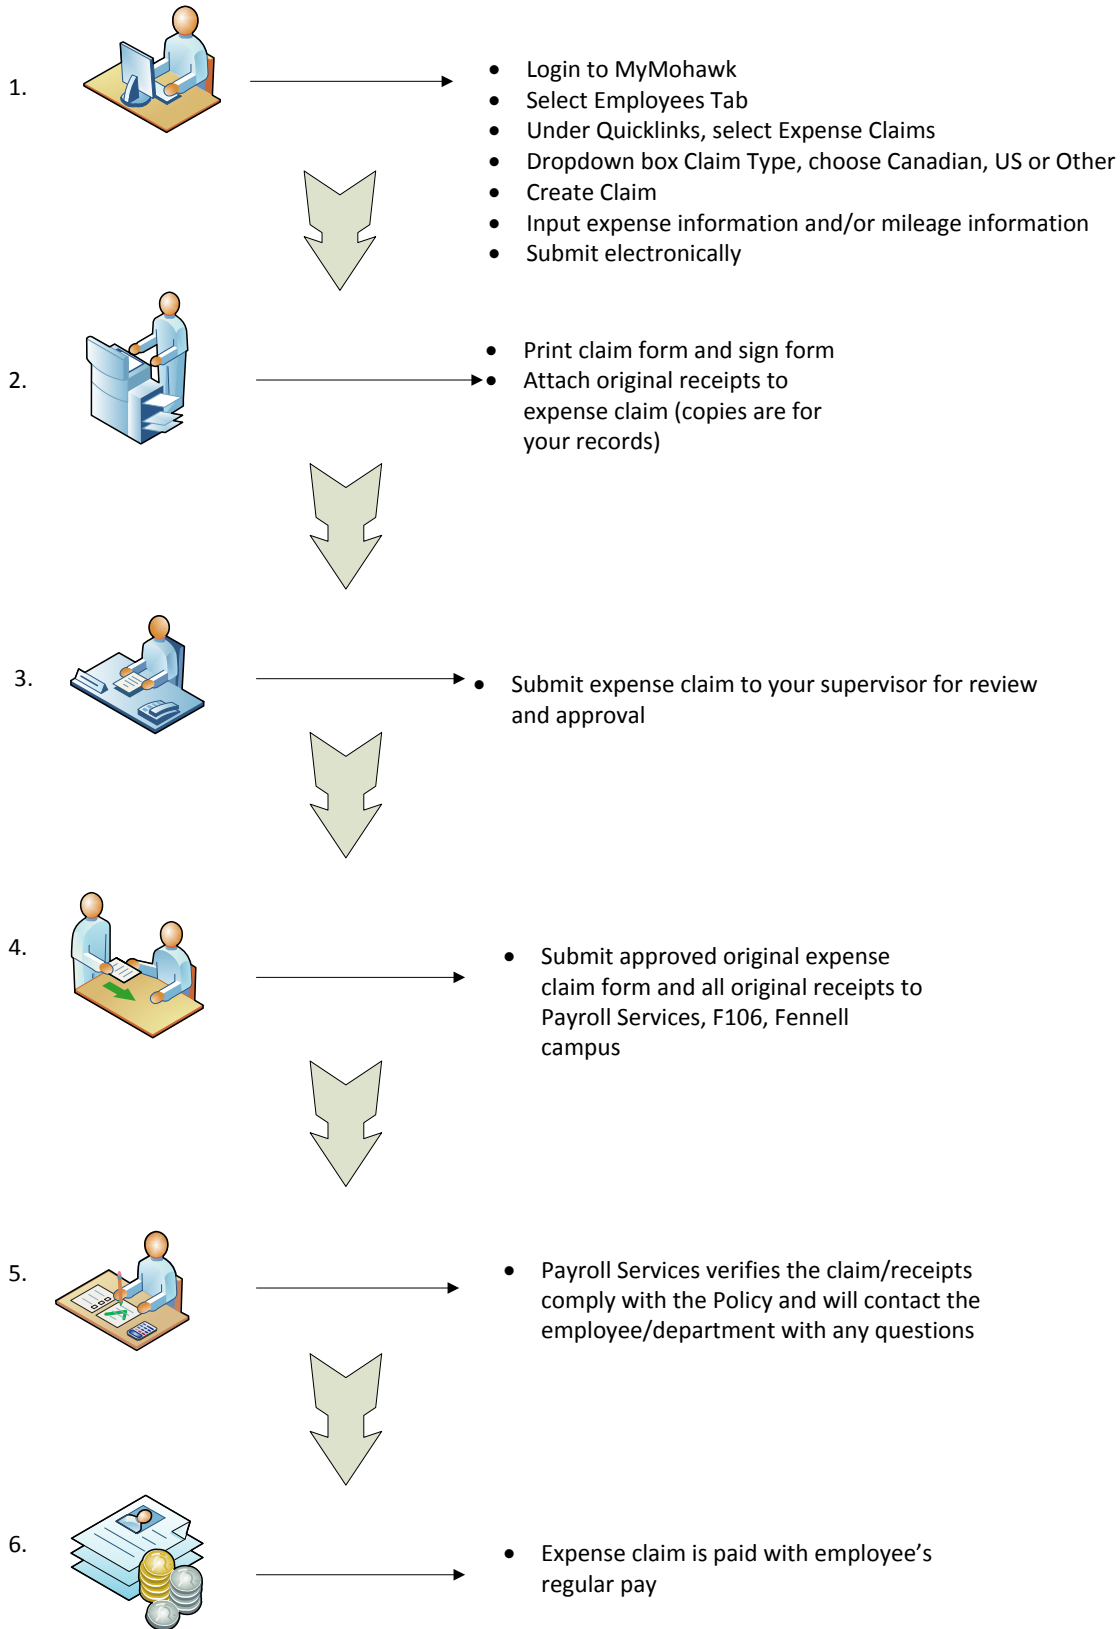 1.
• Login to MyMohawk
• Select Employees Tab
• Under Quicklinks, select Expense Claims
• Dropdown box Claim Type, choose Canadian, US or Other
• Create Claim
• Input expense information and/or mileage information
• Submit electronically
2.
• Print claim form and sign form
• Attach original receipts to
expense claim (copies are for
your records)
3.
• Submit expense claim to your supervisor for review
and approval
4.
• Submit approved original expense
claim form and all original receipts to
Payroll Services, F106, Fennell
campus
5.
• Payroll Services verifies the claim/receipts
comply with the Policy and will contact the
employee/department with any questions
6.
• Expense claim is paid with employee’s
regular pay